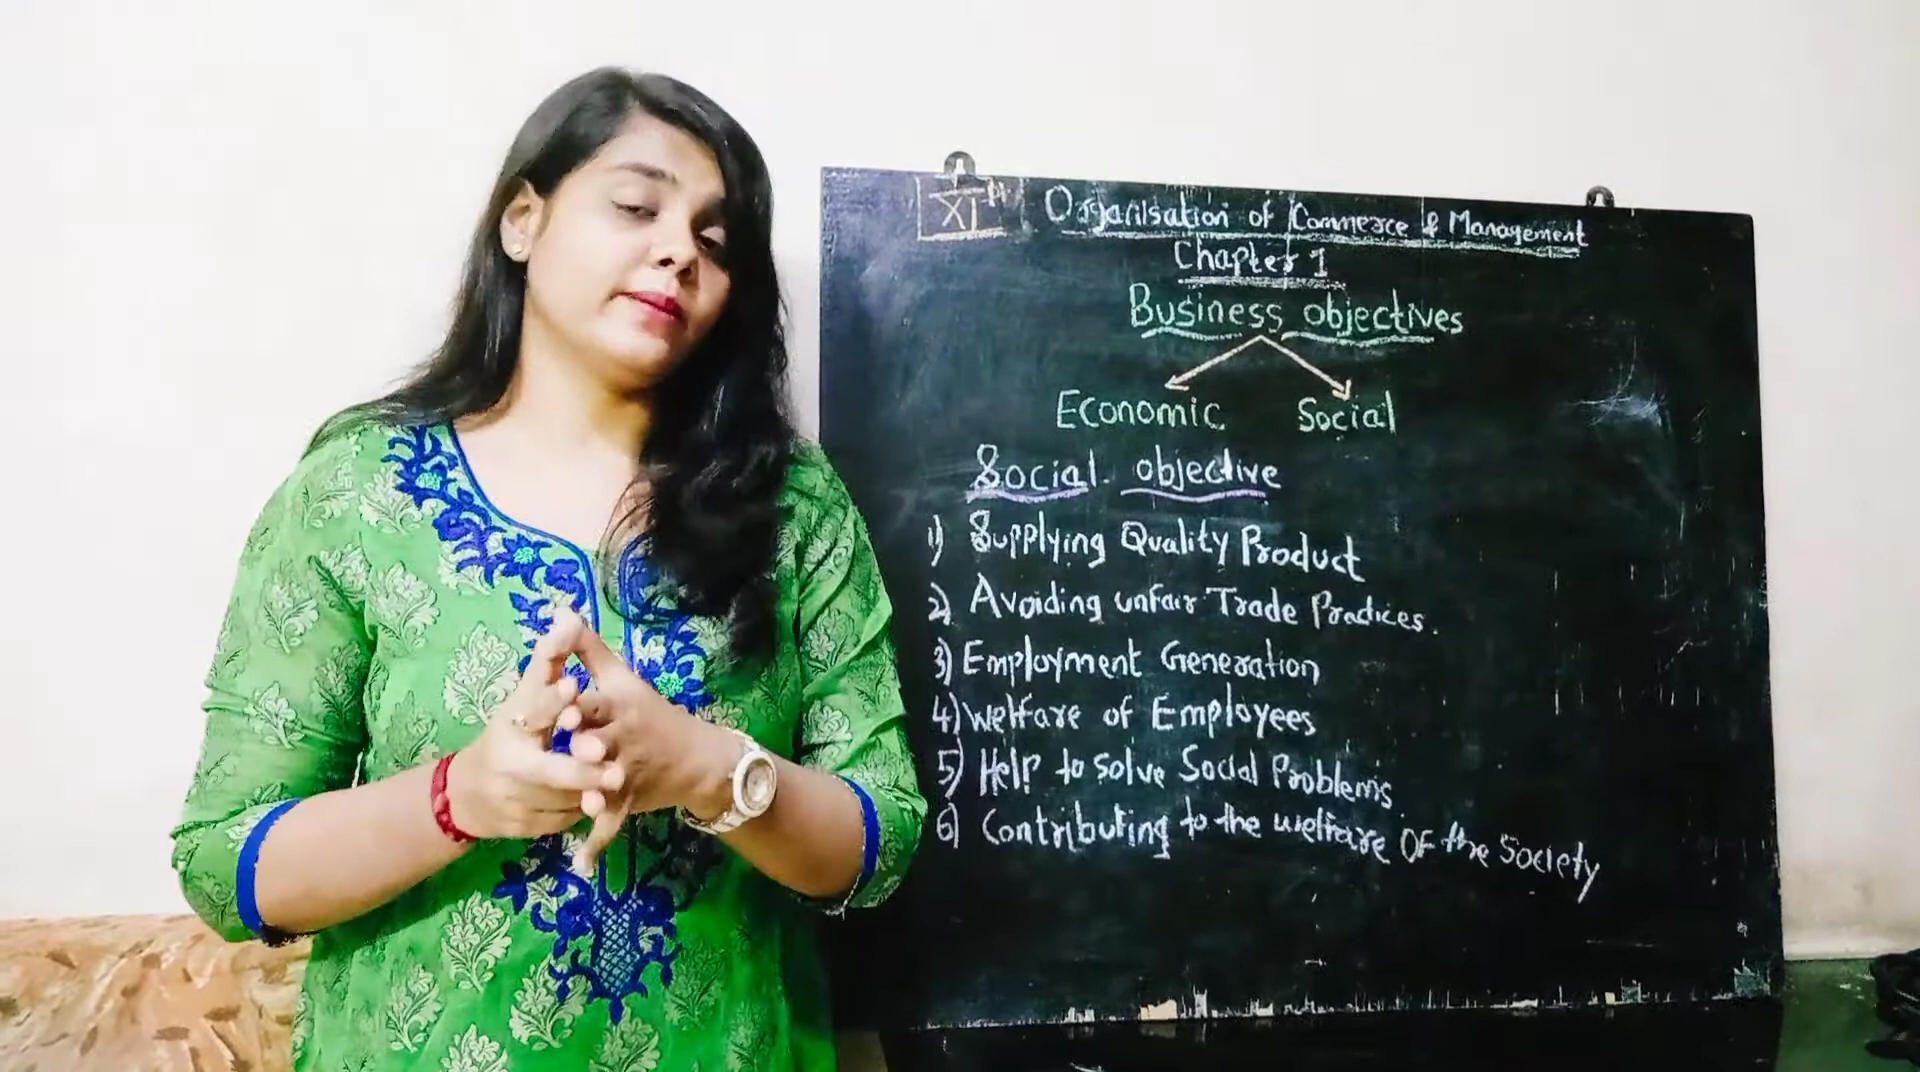 XIth Organisation of Commerce & Management
Chapter 1
Business objectives
Economic Social
Social objective
1) Supplying Quality Product
2) Avoiding unfair Trade Practices.
3) Employment Generation
4) Welfare of Employees
5) Help to solve Social Problems.
6) Contributing to the welfare Of the Society